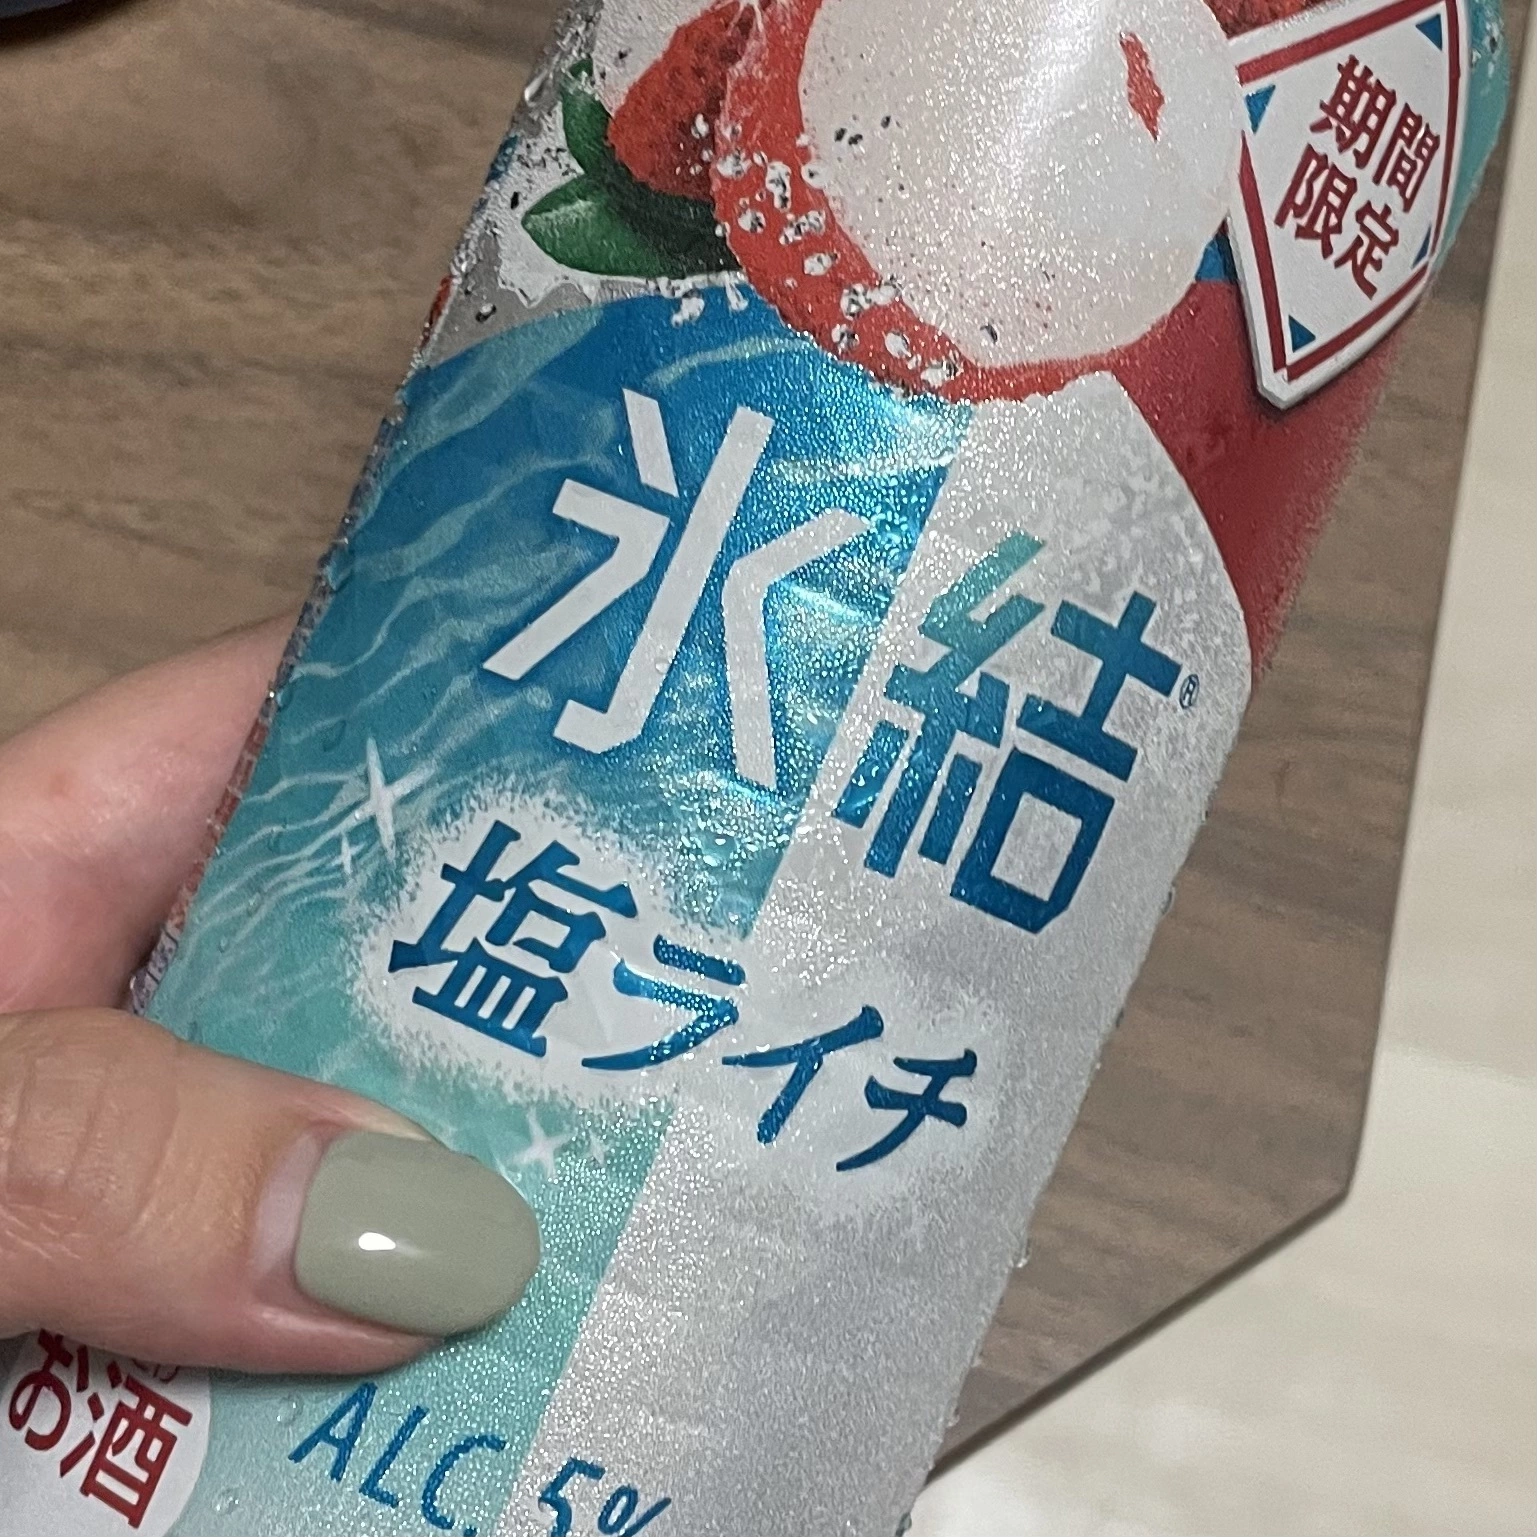 期間
限定
氷結®
塩ライチ
お酒
ALC.5%